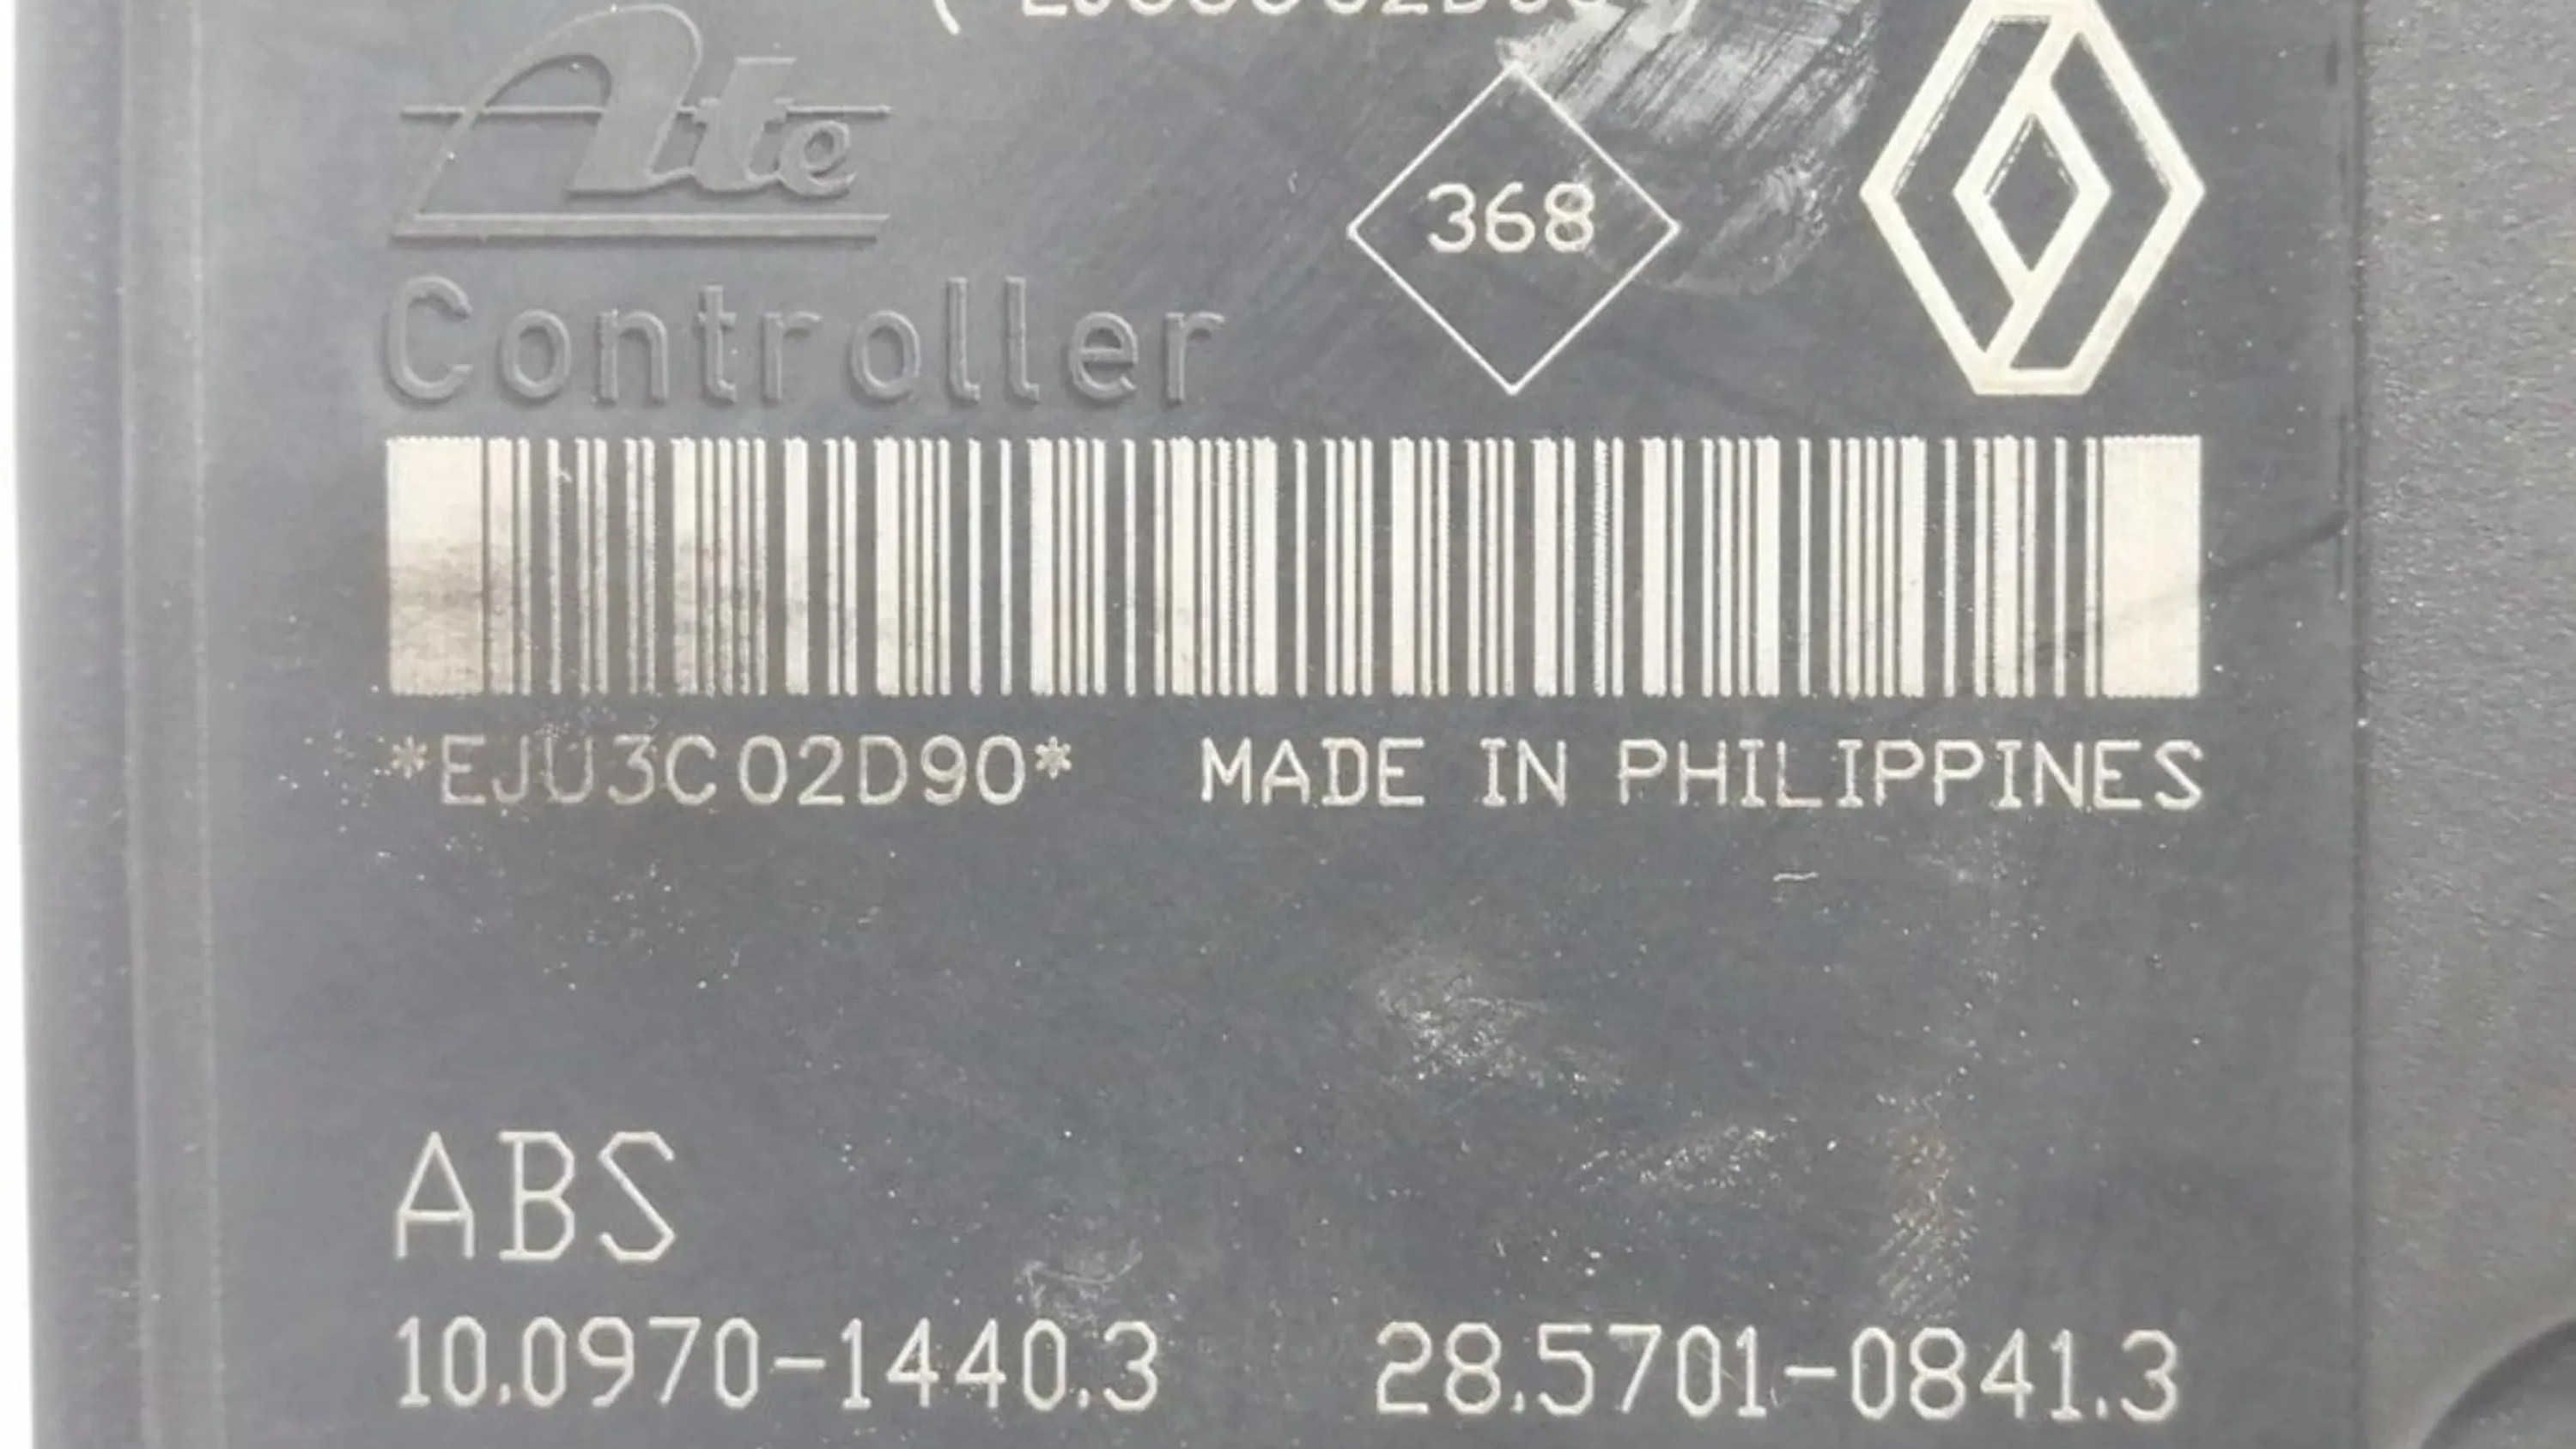 Ate
368
Controller
*EJU3C02D90* MADE IN PHILIPPINES
ABS
10.0970-1440.3 28.5701-0841.3